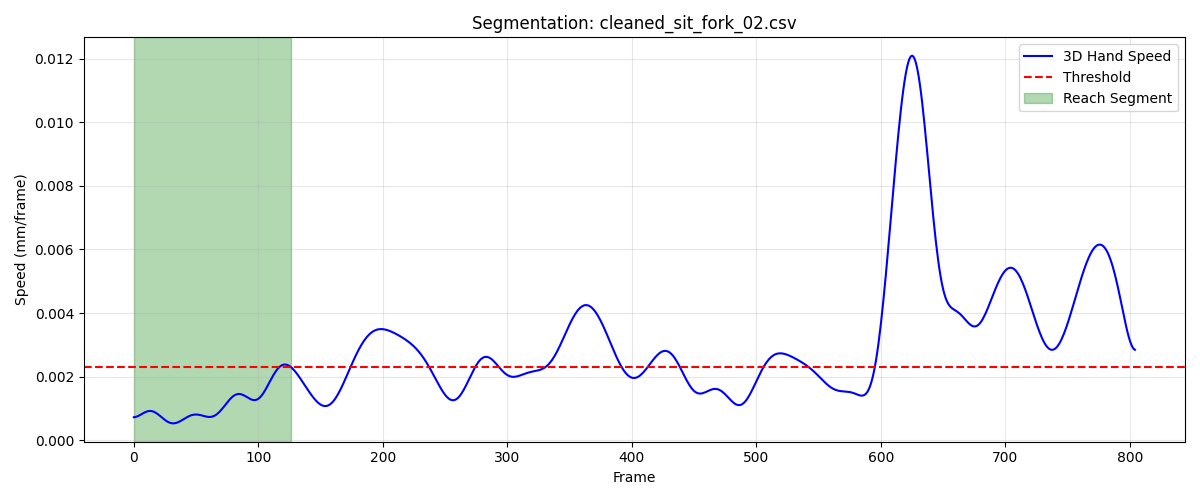 Segmentation: cleaned_sit_fork_02.csv
3D Hand Speed
Threshold
Reach Segment
Speed (mm/frame)
0.012
0.010
0.008
0.006
0.004
0.002
0.000
0 100 200 300 400 500 600 700 800
Frame